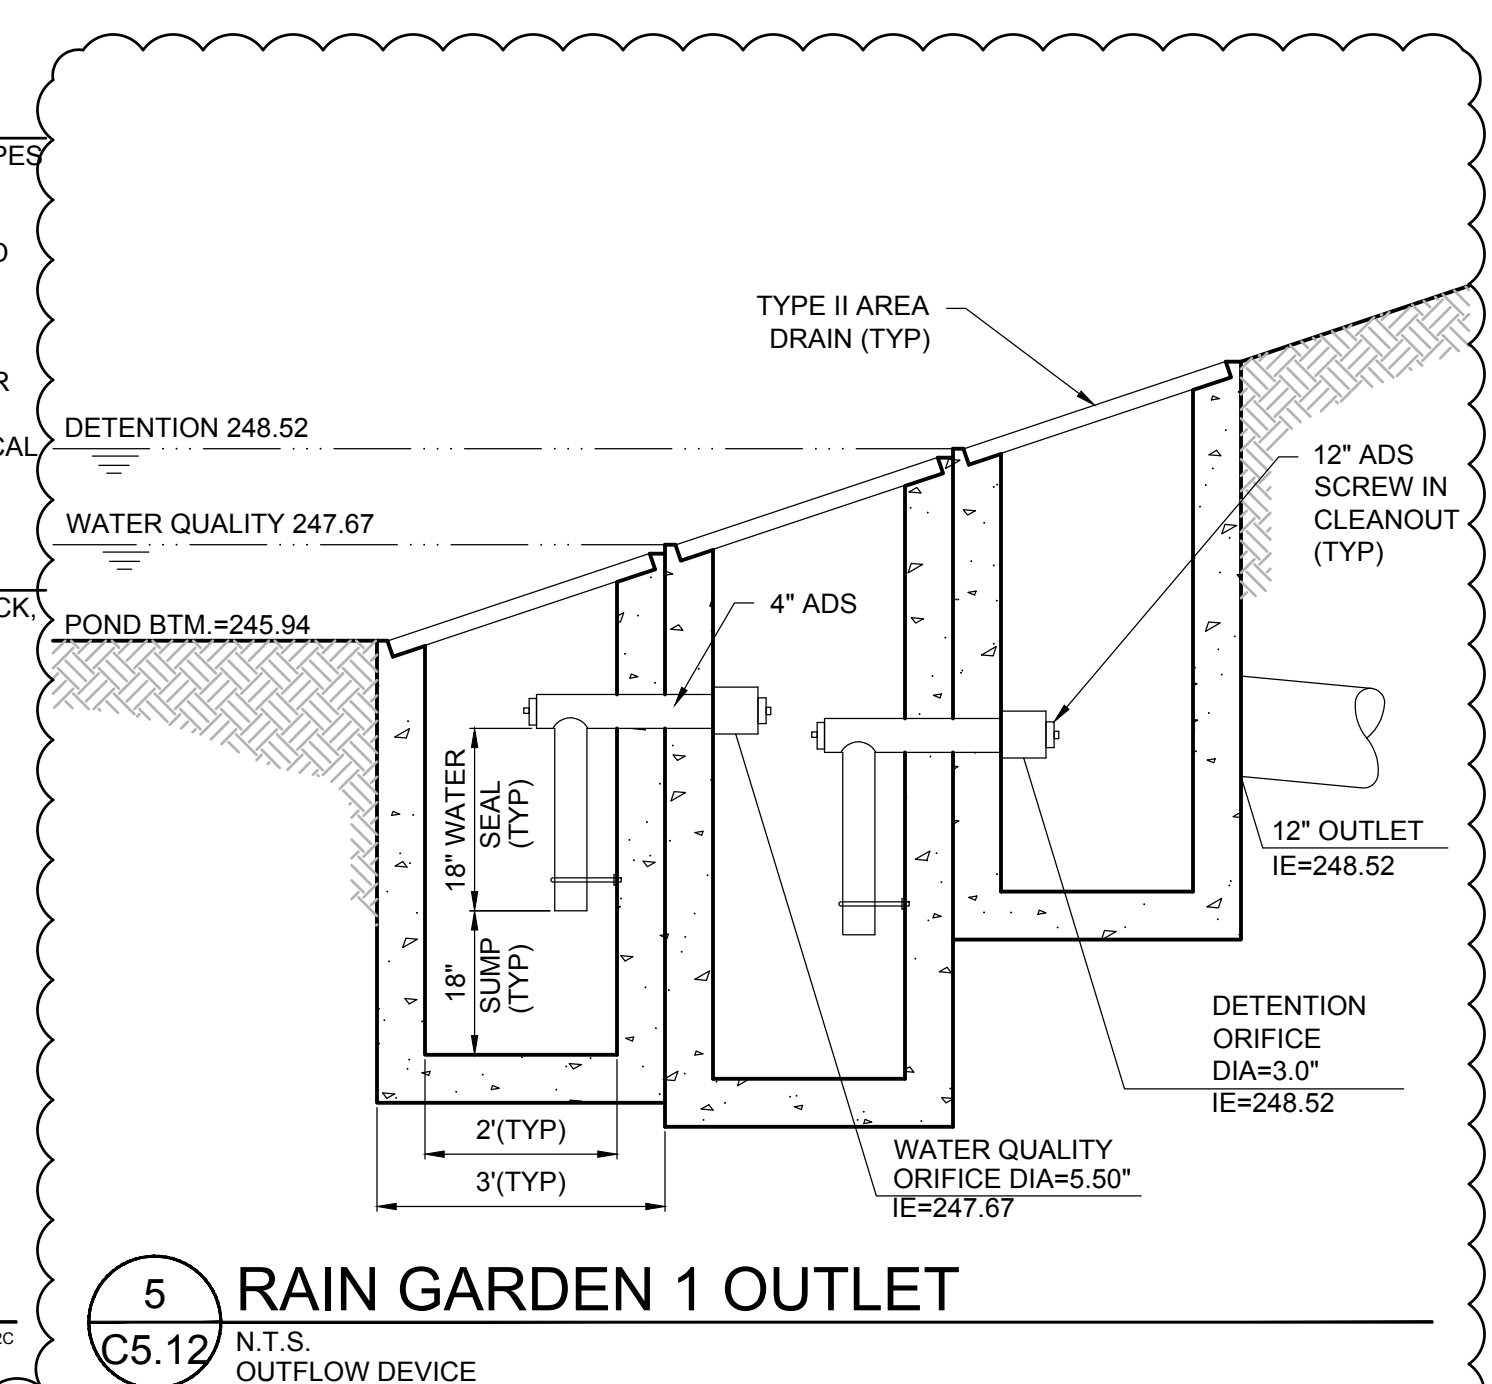 PES
R
CAL
CK,
TYPE II AREA
DRAIN (TYP)
DETENTION 248.52
WATER QUALITY 247.67
POND BTM.=245.94
12" ADS
SCREW IN
CLEANOUT
(TYP)
4" ADS
18" WATER
SEAL
(TYP)
18"
SUMP
(TYP)
12" OUTLET
IE=248.52
DETENTION
ORIFICE
DIA=3.0"
IE=248.52
2'(TYP)
3'(TYP)
WATER QUALITY
ORIFICE DIA=5.50"
IE=247.67
5
C5.12
RAIN GARDEN 1 OUTLET
N.T.S.
OUTFLOW DEVICE